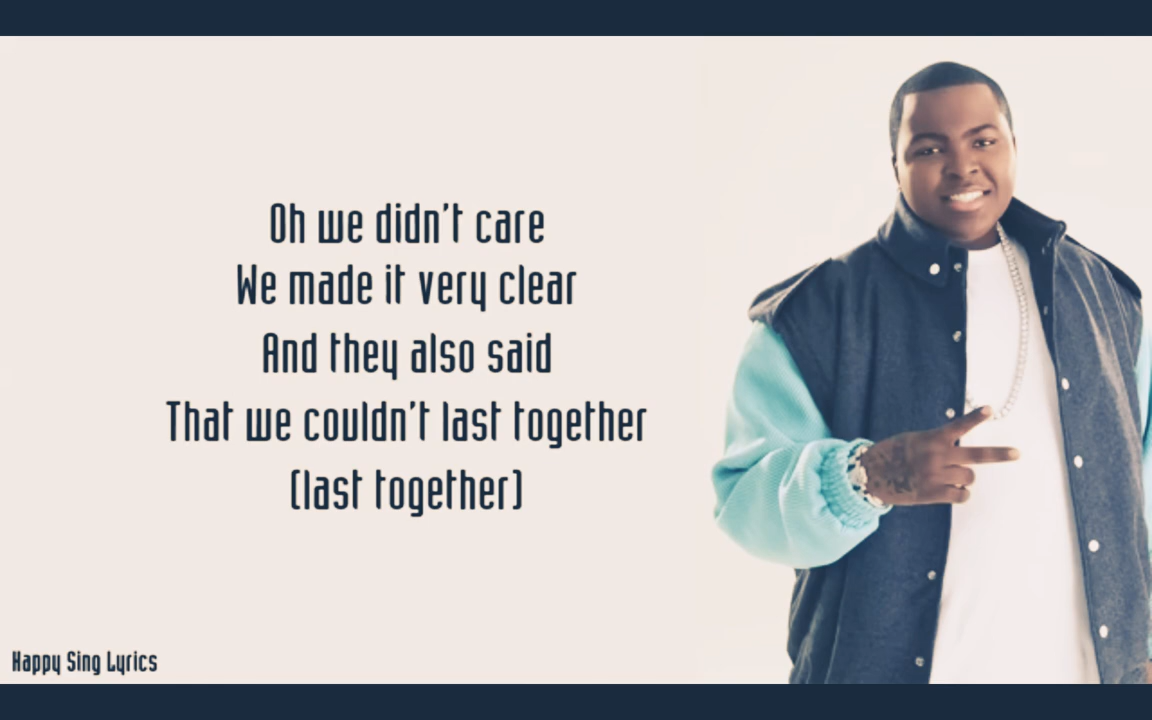 Oh we didn't care
We made it very clear
And they also said
That we couldn't last together
(last together)
Happy Sing Lyrics